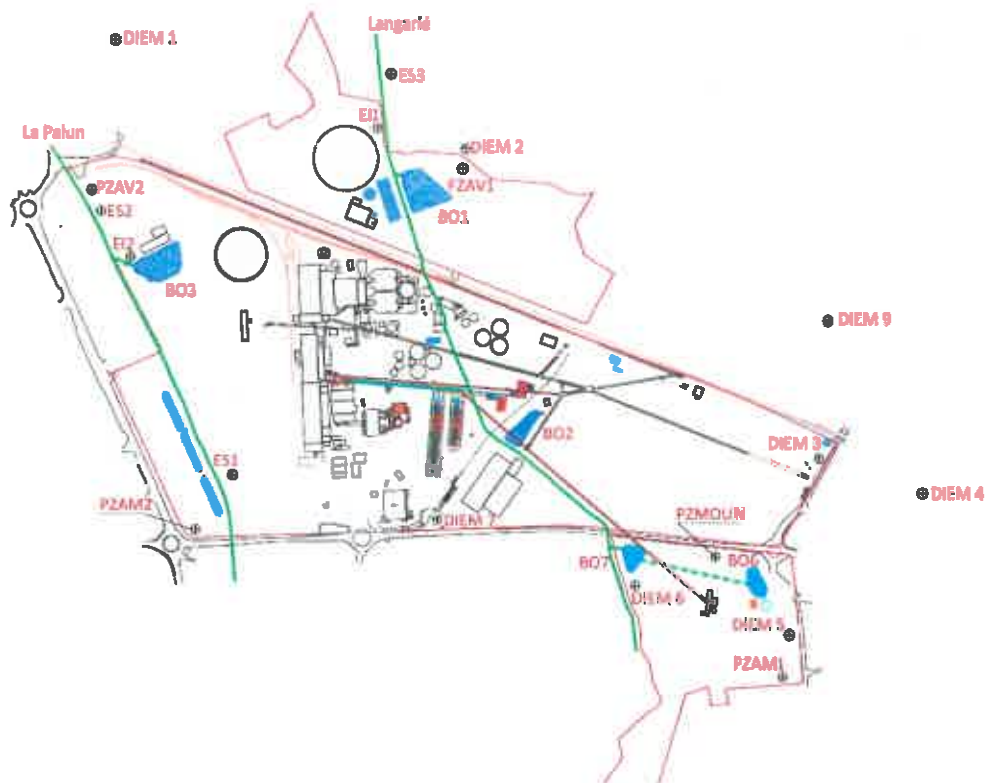 Langarié
DIEM 1
ES3
EI1
La Palun
DIEM 2
PZAV1
PZAV2
BO1
ES2
EI2
BO3
DIEM 9
BO2
DIEM 3
ES1
DIEM 4
PZAM2
DIEM 7
PZMOUN
BO7
BO6
DIEM 6
DIEM 5
PZAM1